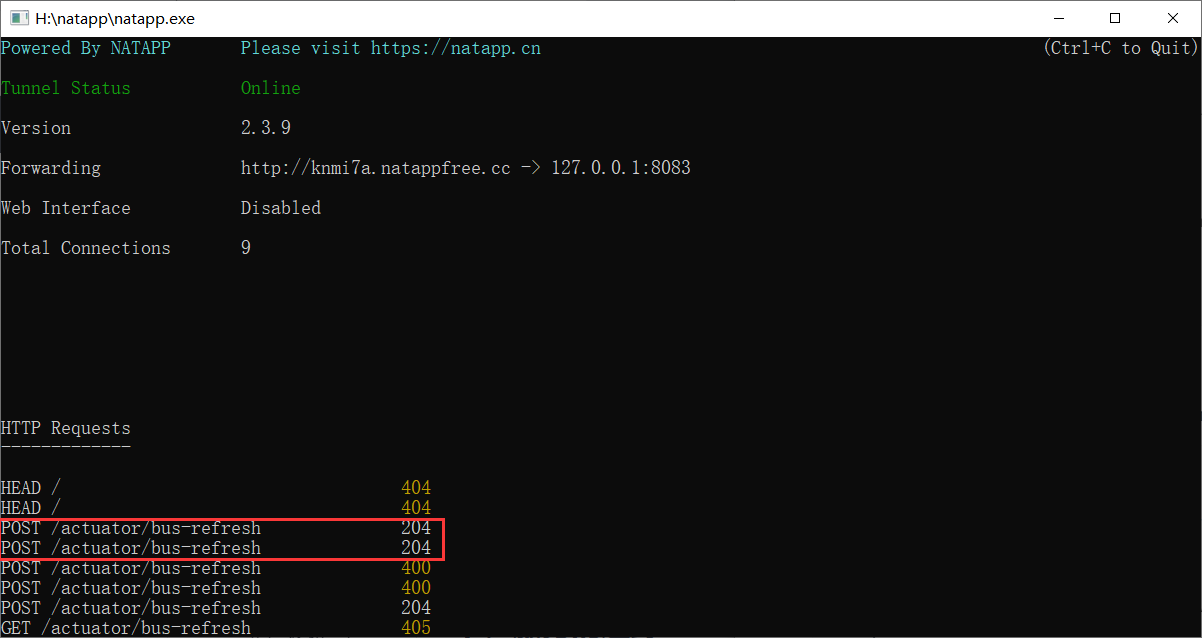 H:\natapp\natapp.exe
Powered By NATAPP Please visit https://natapp.cn (Ctrl+C to Quit)
Tunnel Status Online
Version 2.3.9
Forwarding http://knmi7a.natappfree.cc -> 127.0.0.1:8083
Web Interface Disabled
Total Connections 9
HTTP Requests
-------------
HEAD / 404
HEAD / 404
POST /actuator/bus-refresh 204
POST /actuator/bus-refresh 204
POST /actuator/bus-refresh 400
POST /actuator/bus-refresh 400
POST /actuator/bus-refresh 204
GET /actuator/bus-refresh 405